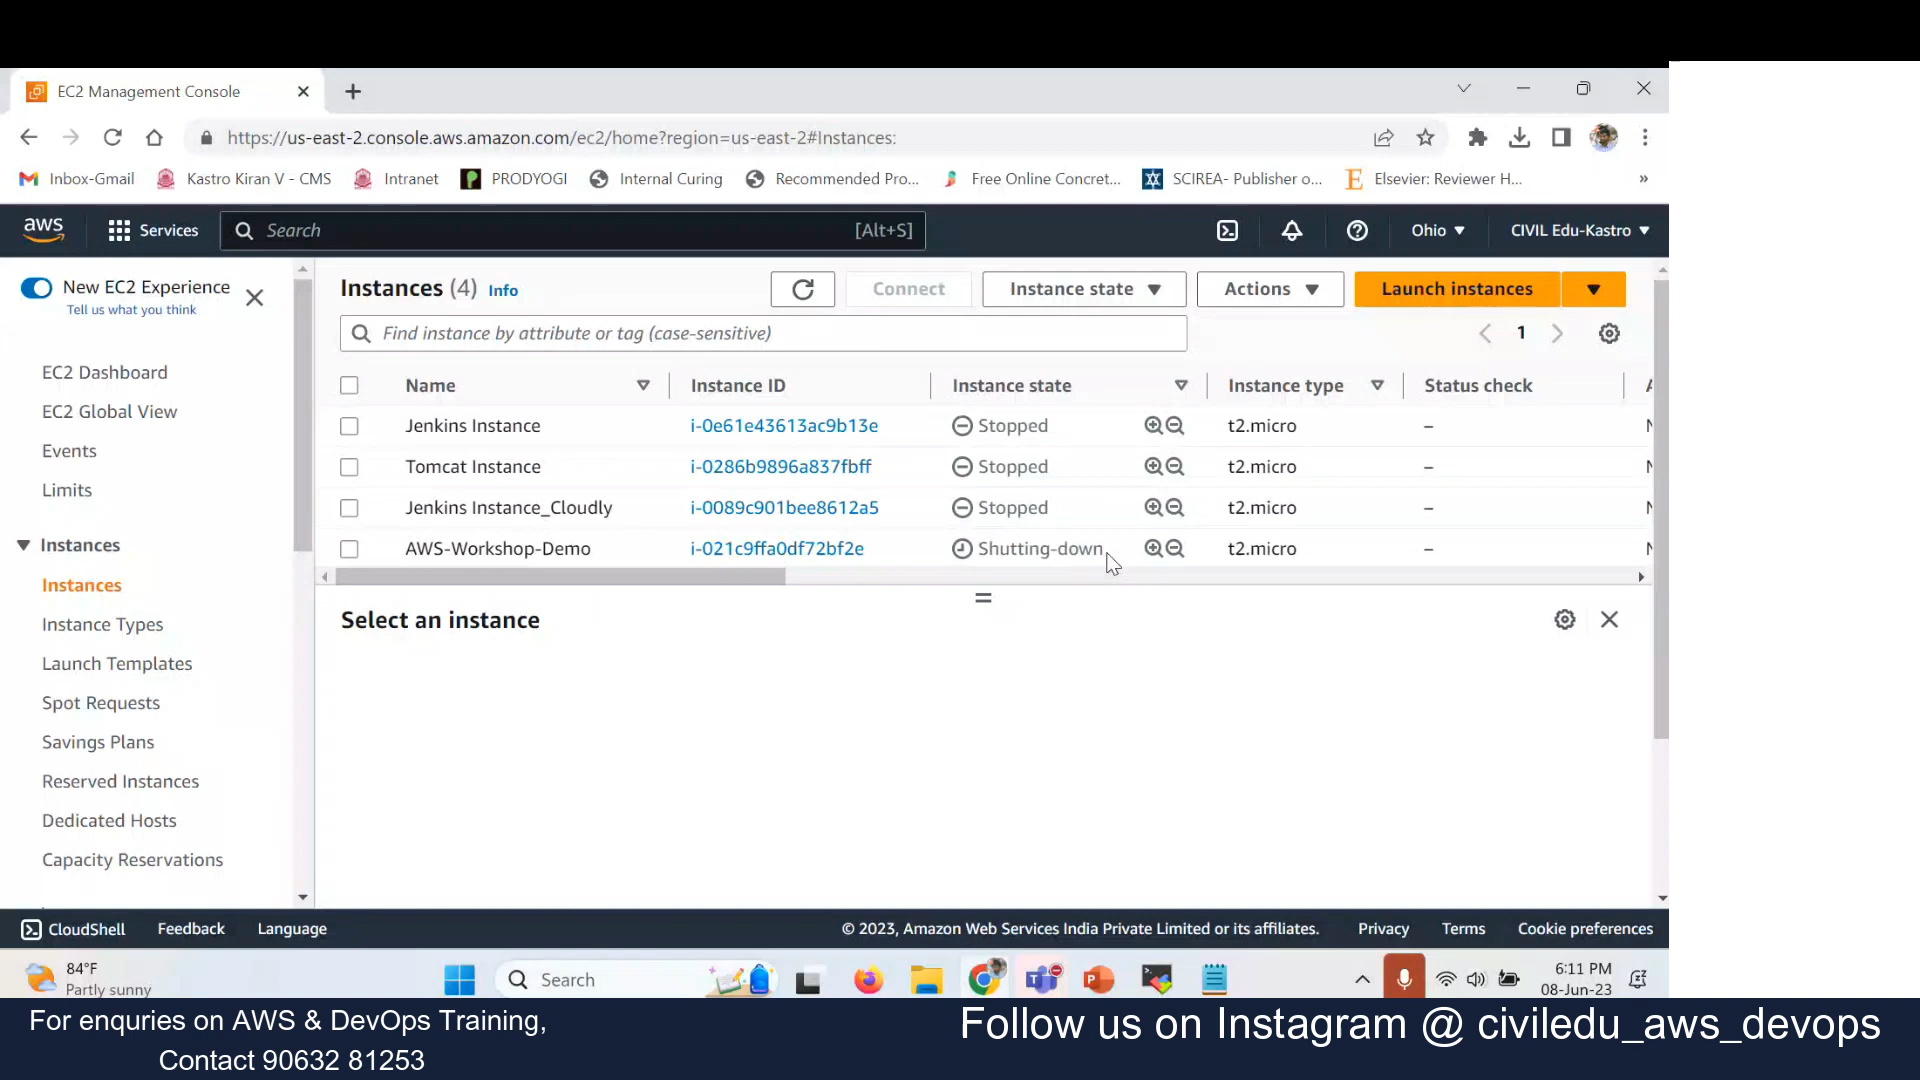 EC2 Management Console
https://us-east-2.console.aws.amazon.com/ec2/home?region=us-east-2#Instances:
Inbox-Gmail Kastro Kiran V - CMS Intranet PRODYOGI Internal Curing Recommended Pro... Free Online Concret... SCIREA- Publisher o... Elsevier: Reviewer H... »
aws Services Search [Alt+S] Ohio CIVIL Edu-Kastro
New EC2 Experience
Tell us what you think
EC2 Dashboard
EC2 Global View
Events
Limits
Instances
Instances
Instance Types
Launch Templates
Spot Requests
Savings Plans
Reserved Instances
Dedicated Hosts
Capacity Reservations
Instances (4) Info Connect Instance state Actions Launch instances
Find instance by attribute or tag (case-sensitive) 1
Name Instance ID Instance state Instance type Status check
Jenkins Instance i-0e61e43613ac9b13e Stopped t2.micro –
Tomcat Instance i-0286b9896a837fbff Stopped t2.micro –
Jenkins Instance_Cloudly i-0089c901bee8612a5 Stopped t2.micro –
AWS-Workshop-Demo i-021c9ffa0df72bf2e Shutting-down t2.micro –
Select an instance
CloudShell Feedback Language © 2023, Amazon Web Services India Private Limited or its affiliates. Privacy Terms Cookie preferences
84°F
Partly sunny
Search
6:11 PM
08-Jun-23
For enquries on AWS & DevOps Training,
Contact 90632 81253
Follow us on Instagram @ civiledu_aws_devops